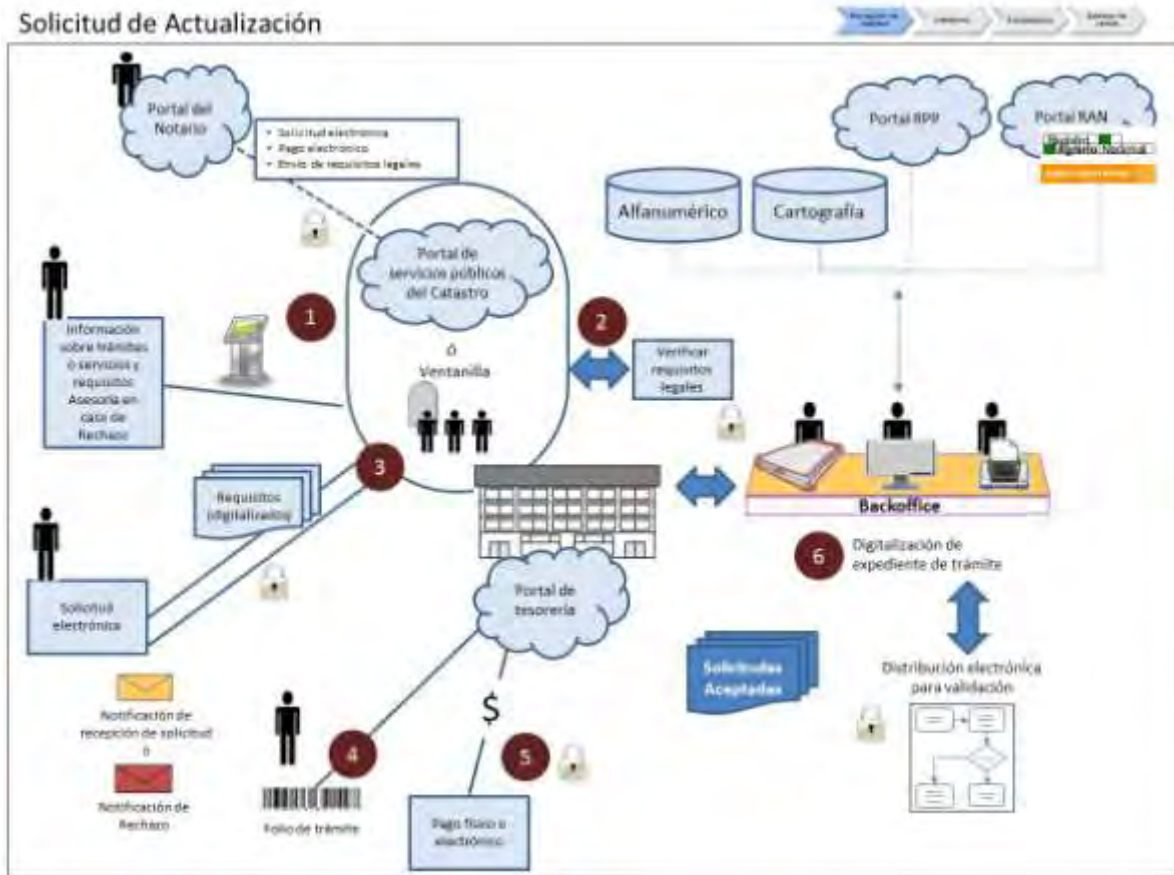 Solicitud de Actualización
Portal del
Notario
• Solicitud electrónica
• Pago electrónico
• Envío de requisitos legales
Portal RPP
Portal RAN
Agrario Nacional
Alfanumérico
Cartografía
Portal de
servicios públicos
del Catastro
1
2
Información
sobre trámites
ó servicios y
requisitos
Asesoría en
caso de
Rechazo
ó
Ventanilla
Verificar
requisitos
legales
3
Requisitos
(digitalizados)
Backoffice
6
Digitalización de
expediente de trámite
Solicitud
electrónica
Portal de
tesorería
Solicitudes
Aceptadas
Distribución electrónica
para validación
Notificación de
recepción de solicitud
ó
$
4
5
Notificación de
Rechazo
Folio de trámite
Pago físico o
electrónico